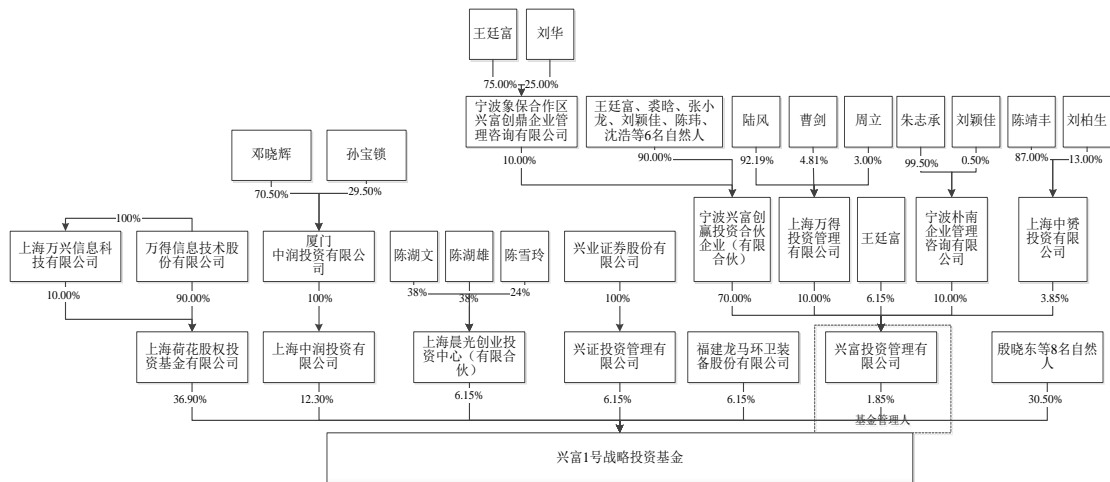 王廷富
刘华
75.00%
25.00%
宁波象保合作区
兴富创鼎企业管
理咨询有限公司
王廷富、裘晗、张小
龙、刘颖佳、陈玮、
沈浩等6名自然人
陆风
曹剑
周立
朱志承
刘颖佳
陈靖丰
刘柏生
10.00%
90.00%
92.19%
4.81%
3.00%
99.50%
0.50%
87.00%
13.00%
邓晓辉
孙宝锁
70.50%
29.50%
100%
上海万兴信息科
技有限公司
万得信息技术股
份有限公司
厦门
中润投资有限公
司
陈湖文
陈湖雄
陈雪玲
兴业证券股份有
限公司
宁波兴富创
赢投资合伙
企业（有限
合伙）
上海万得
投资管理
有限公司
王廷富
宁波朴南
企业管理
咨询有限
公司
上海中赟
投资有限
公司
10.00%
90.00%
100%
38%
38%
24%
100%
70.00%
10.00%
6.15%
10.00%
3.85%
上海荷花股权投
资基金有限公司
上海中润投资有
限公司
上海晨光创业投
资中心（有限合
伙）
兴证投资管理有
限公司
福建龙马环卫装
备股份有限公司
兴富投资管理有
限公司
殷晓东等8名自然
人
36.90%
12.30%
6.15%
6.15%
6.15%
1.85%
30.50%
基金管理人
兴富1号战略投资基金